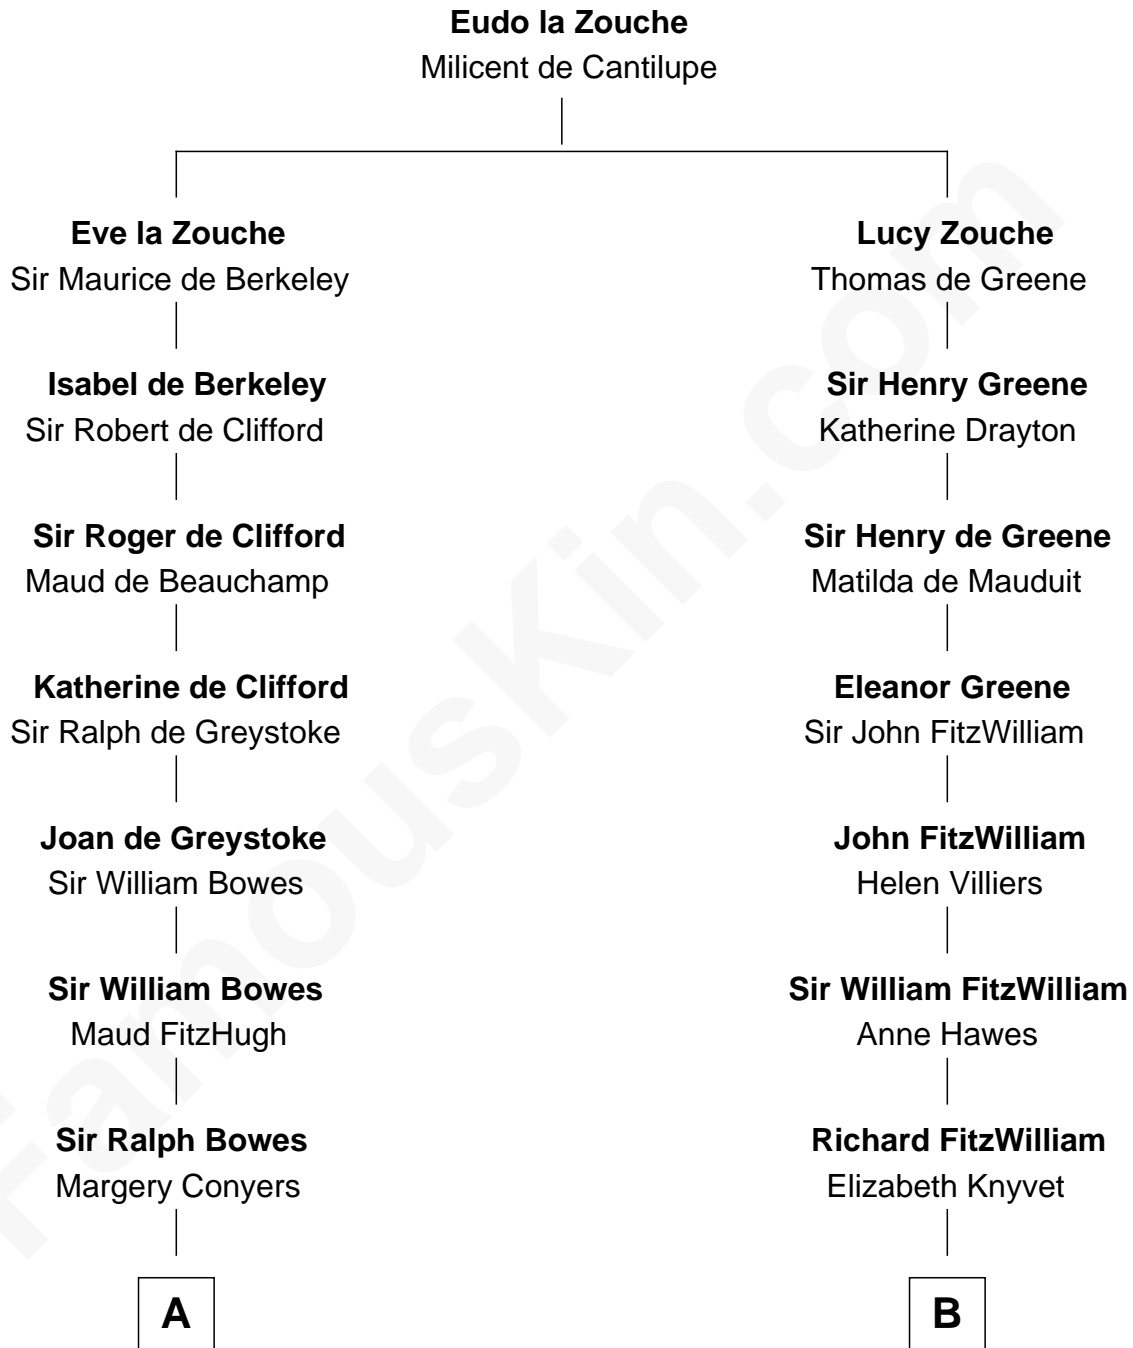 Eudo la Zouche
Milicent de Cantilupe
Eve la Zouche
Sir Maurice de Berkeley
Lucy Zouche
Thomas de Greene
Isabel de Berkeley
Sir Robert de Clifford
Sir Henry Greene
Katherine Drayton
Sir Roger de Clifford
Maud de Beauchamp
Sir Henry de Greene
Matilda de Mauduit
Katherine de Clifford
Sir Ralph de Greystoke
Eleanor Greene
Sir John FitzWilliam
Joan de Greystoke
Sir William Bowes
John FitzWilliam
Helen Villiers
Sir William Bowes
Maud FitzHugh
Sir William FitzWilliam
Anne Hawes
Sir Ralph Bowes
Margery Conyers
Richard FitzWilliam
Elizabeth Knyvet
A
B
FamousKin.com